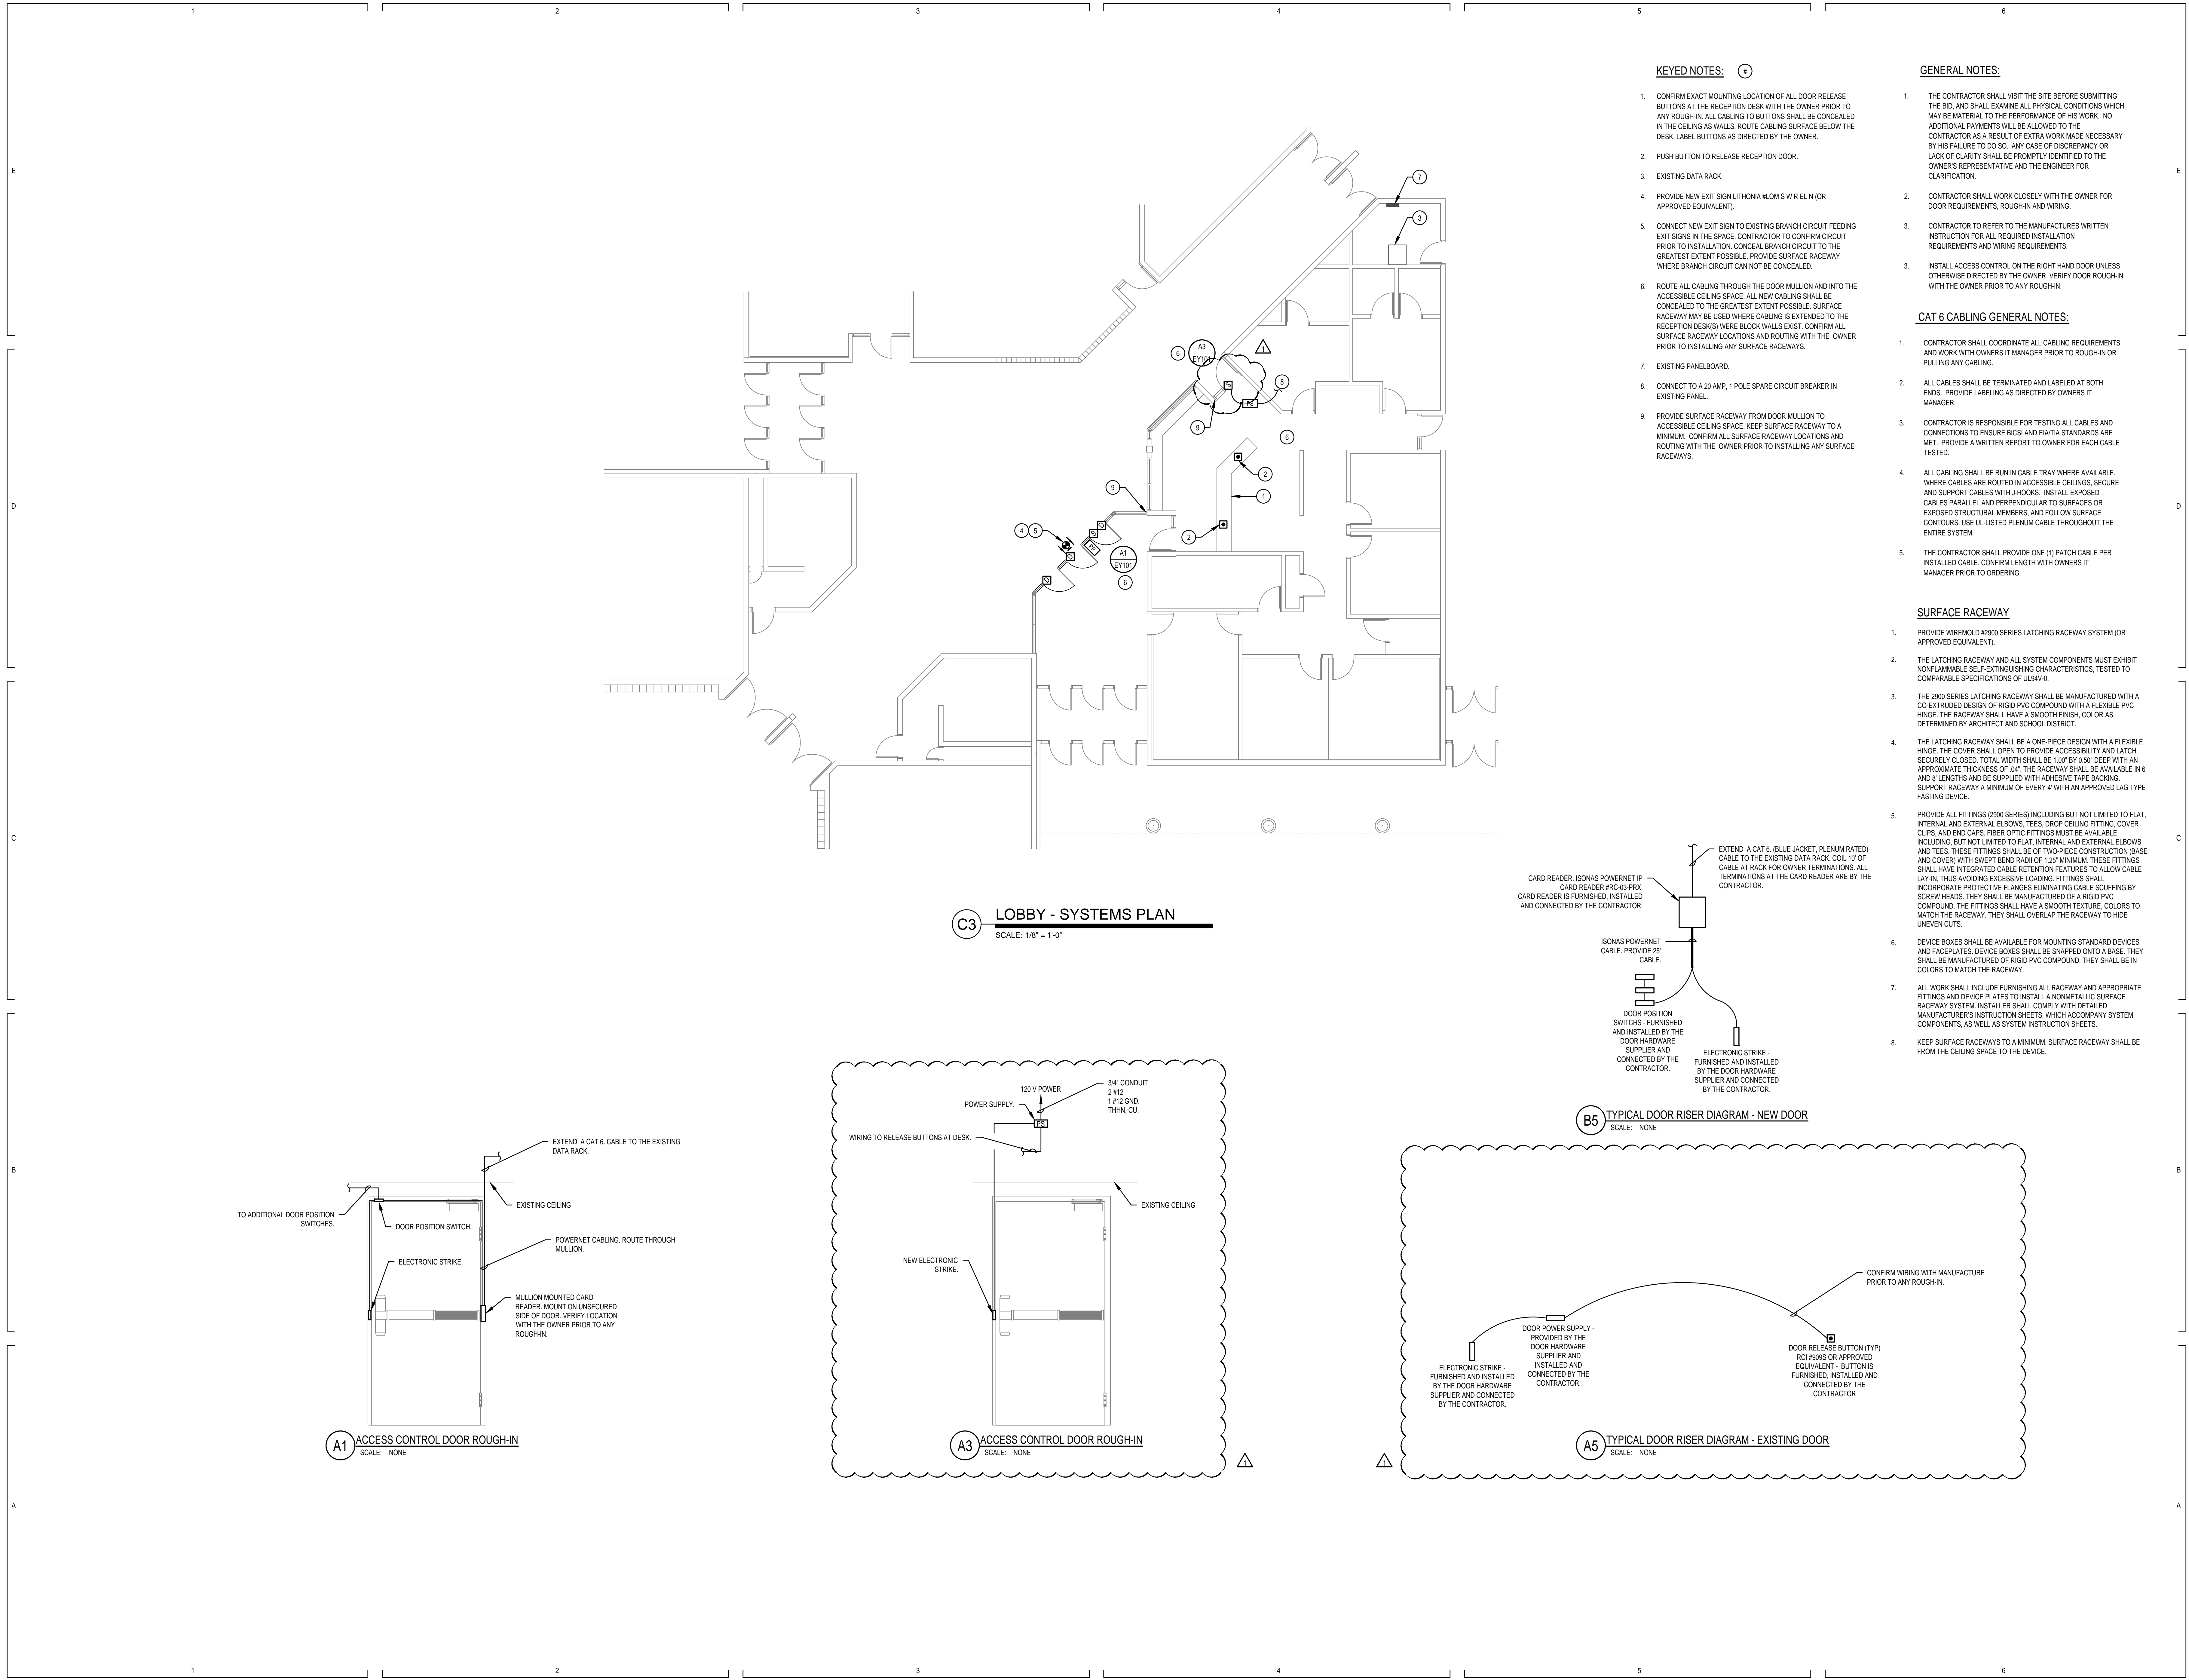 1
2
3
4
5
6
E
D
C
B
A
KEYED NOTES: #
1. CONFIRM EXACT MOUNTING LOCATION OF ALL DOOR RELEASE
BUTTONS AT THE RECEPTION DESK WITH THE OWNER PRIOR TO
ANY ROUGH-IN. ALL CABLING TO BUTTONS SHALL BE CONCEALED
IN THE CEILING AS WALLS. ROUTE CABLING SURFACE BELOW THE
DESK. LABEL BUTTONS AS DIRECTED BY THE OWNER.
2. PUSH BUTTON TO RELEASE RECEPTION DOOR.
3. EXISTING DATA RACK.
4. PROVIDE NEW EXIT SIGN LITHONIA #LQM S W R EL N (OR
APPROVED EQUIVALENT).
5. CONNECT NEW EXIT SIGN TO EXISTING BRANCH CIRCUIT FEEDING
EXIT SIGNS IN THE SPACE. CONTRACTOR TO CONFIRM CIRCUIT
PRIOR TO INSTALLATION. CONCEAL BRANCH CIRCUIT TO THE
GREATEST EXTENT POSSIBLE. PROVIDE SURFACE RACEWAY
WHERE BRANCH CIRCUIT CAN NOT BE CONCEALED.
6. ROUTE ALL CABLING THROUGH THE DOOR MULLION AND INTO THE
ACCESSIBLE CEILING SPACE. ALL NEW CABLING SHALL BE
CONCEALED TO THE GREATEST EXTENT POSSIBLE. SURFACE
RACEWAY MAY BE USED WHERE CABLING IS EXTENDED TO THE
RECEPTION DESK(S) WERE BLOCK WALLS EXIST. CONFIRM ALL
SURFACE RACEWAY LOCATIONS AND ROUTING WITH THE OWNER
PRIOR TO INSTALLING ANY SURFACE RACEWAYS.
7. EXISTING PANELBOARD.
8. CONNECT TO A 20 AMP, 1 POLE SPARE CIRCUIT BREAKER IN
EXISTING PANEL.
9. PROVIDE SURFACE RACEWAY FROM DOOR MULLION TO
ACCESSIBLE CEILING SPACE. KEEP SURFACE RACEWAY TO A
MINIMUM. CONFIRM ALL SURFACE RACEWAY LOCATIONS AND
ROUTING WITH THE OWNER PRIOR TO INSTALLING ANY SURFACE
RACEWAYS.
GENERAL NOTES:
1. THE CONTRACTOR SHALL VISIT THE SITE BEFORE SUBMITTING
THE BID, AND SHALL EXAMINE ALL PHYSICAL CONDITIONS WHICH
MAY BE MATERIAL TO THE PERFORMANCE OF HIS WORK. NO
ADDITIONAL PAYMENTS WILL BE ALLOWED TO THE
CONTRACTOR AS A RESULT OF EXTRA WORK MADE NECESSARY
BY HIS FAILURE TO DO SO. ANY CASE OF DISCREPANCY OR
LACK OF CLARITY SHALL BE PROMPTLY IDENTIFIED TO THE
OWNER'S REPRESENTATIVE AND THE ENGINEER FOR
CLARIFICATION.
2. CONTRACTOR SHALL WORK CLOSELY WITH THE OWNER FOR
DOOR REQUIREMENTS, ROUGH-IN AND WIRING.
3. CONTRACTOR TO REFER TO THE MANUFACTURES WRITTEN
INSTRUCTION FOR ALL REQUIRED INSTALLATION
REQUIREMENTS AND WIRING REQUIREMENTS.
3. INSTALL ACCESS CONTROL ON THE RIGHT HAND DOOR UNLESS
OTHERWISE DIRECTED BY THE OWNER. VERIFY DOOR ROUGH-IN
WITH THE OWNER PRIOR TO ANY ROUGH-IN.
CAT 6 CABLING GENERAL NOTES:
1. CONTRACTOR SHALL COORDINATE ALL CABLING REQUIREMENTS
AND WORK WITH OWNERS IT MANAGER PRIOR TO ROUGH-IN OR
PULLING ANY CABLING.
2. ALL CABLES SHALL BE TERMINATED AND LABELED AT BOTH
ENDS. PROVIDE LABELING AS DIRECTED BY OWNERS IT
MANAGER.
3. CONTRACTOR IS RESPONSIBLE FOR TESTING ALL CABLES AND
CONNECTIONS TO ENSURE BICSI AND EIA/TIA STANDARDS ARE
MET. PROVIDE A WRITTEN REPORT TO OWNER FOR EACH CABLE
TESTED.
4. ALL CABLING SHALL BE RUN IN CABLE TRAY WHERE AVAILABLE.
WHERE CABLES ARE ROUTED IN ACCESSIBLE CEILINGS, SECURE
AND SUPPORT CABLES WITH J-HOOKS. INSTALL EXPOSED
CABLES PARALLEL AND PERPENDICULAR TO SURFACES OR
EXPOSED STRUCTURAL MEMBERS, AND FOLLOW SURFACE
CONTOURS. USE UL-LISTED PLENUM CABLE THROUGHOUT THE
ENTIRE SYSTEM.
5. THE CONTRACTOR SHALL PROVIDE ONE (1) PATCH CABLE PER
INSTALLED CABLE. CONFIRM LENGTH WITH OWNERS IT
MANAGER PRIOR TO ORDERING.
SURFACE RACEWAY
1. PROVIDE WIREMOLD #2900 SERIES LATCHING RACEWAY SYSTEM (OR
APPROVED EQUIVALENT).
2. THE LATCHING RACEWAY AND ALL SYSTEM COMPONENTS MUST EXHIBIT
NONFLAMMABLE SELF-EXTINGUISHING CHARACTERISTICS, TESTED TO
COMPARABLE SPECIFICATIONS OF UL94V-0.
3. THE 2900 SERIES LATCHING RACEWAY SHALL BE MANUFACTURED WITH A
CO-EXTRUDED DESIGN OF RIGID PVC COMPOUND WITH A FLEXIBLE PVC
HINGE. THE RACEWAY SHALL HAVE A SMOOTH FINISH, COLOR AS
DETERMINED BY ARCHITECT AND SCHOOL DISTRICT.
4. THE LATCHING RACEWAY SHALL BE A ONE-PIECE DESIGN WITH A FLEXIBLE
HINGE. THE COVER SHALL OPEN TO PROVIDE ACCESSIBILITY AND LATCH
SECURELY CLOSED. TOTAL WIDTH SHALL BE 1.00" BY 0.50" DEEP WITH AN
APPROXIMATE THICKNESS OF .04". THE RACEWAY SHALL BE AVAILABLE IN 6'
AND 8' LENGTHS AND BE SUPPLIED WITH ADHESIVE TAPE BACKING.
SUPPORT RACEWAY A MINIMUM OF EVERY 4' WITH AN APPROVED LAG TYPE
FASTING DEVICE.
5. PROVIDE ALL FITTINGS (2900 SERIES) INCLUDING BUT NOT LIMITED TO FLAT,
INTERNAL AND EXTERNAL ELBOWS, TEES, DROP CEILING FITTING, COVER
CLIPS, AND END CAPS. FIBER OPTIC FITTINGS MUST BE AVAILABLE
INCLUDING, BUT NOT LIMITED TO FLAT, INTERNAL AND EXTERNAL ELBOWS
AND TEES. THESE FITTINGS SHALL BE OF TWO-PIECE CONSTRUCTION (BASE
AND COVER) WITH SWEPT BEND RADII OF 1.25" MINIMUM. THESE FITTINGS
SHALL HAVE INTEGRATED CABLE RETENTION FEATURES TO ALLOW CABLE
LAY-IN, THUS AVOIDING EXCESSIVE LOADING. FITTINGS SHALL
INCORPORATE PROTECTIVE FLANGES ELIMINATING CABLE SCUFFING BY
SCREW HEADS. THEY SHALL BE MANUFACTURED OF A RIGID PVC
COMPOUND. THE FITTINGS SHALL HAVE A SMOOTH TEXTURE, COLORS TO
MATCH THE RACEWAY. THEY SHALL OVERLAP THE RACEWAY TO HIDE
UNEVEN CUTS.
6. DEVICE BOXES SHALL BE AVAILABLE FOR MOUNTING STANDARD DEVICES
AND FACEPLATES. DEVICE BOXES SHALL BE SNAPPED ONTO A BASE. THEY
SHALL BE MANUFACTURED OF RIGID PVC COMPOUND. THEY SHALL BE IN
COLORS TO MATCH THE RACEWAY.
7. ALL WORK SHALL INCLUDE FURNISHING ALL RACEWAY AND APPROPRIATE
FITTINGS AND DEVICE PLATES TO INSTALL A NONMETALLIC SURFACE
RACEWAY SYSTEM. INSTALLER SHALL COMPLY WITH DETAILED
MANUFACTURER'S INSTRUCTION SHEETS, WHICH ACCOMPANY SYSTEM
COMPONENTS, AS WELL AS SYSTEM INSTRUCTION SHEETS.
8. KEEP SURFACE RACEWAYS TO A MINIMUM. SURFACE RACEWAY SHALL BE
FROM THE CEILING SPACE TO THE DEVICE.
7
3
6
A3
EY101
1
8
PS
9
6
2
1
2
9
4 5
A1
EY101
6
C3
LOBBY - SYSTEMS PLAN
SCALE: 1/8" = 1'-0"
EXTEND A CAT 6. (BLUE JACKET, PLENUM RATED)
CABLE TO THE EXISTING DATA RACK. COIL 10' OF
CABLE AT RACK FOR OWNER TERMINATIONS. ALL
TERMINATIONS AT THE CARD READER ARE BY THE
CONTRACTOR.
CARD READER. ISONAS POWERNET IP
CARD READER #RC-03-PRX.
CARD READER IS FURNISHED, INSTALLED
AND CONNECTED BY THE CONTRACTOR.
ISONAS POWERNET
CABLE. PROVIDE 25'
CABLE.
DOOR POSITION
SWITCHS - FURNISHED
AND INSTALLED BY THE
DOOR HARDWARE
SUPPLIER AND
CONNECTED BY THE
CONTRACTOR.
ELECTRONIC STRIKE -
FURNISHED AND INSTALLED
BY THE DOOR HARDWARE
SUPPLIER AND CONNECTED
BY THE CONTRACTOR.
B5
TYPICAL DOOR RISER DIAGRAM - NEW DOOR
SCALE: NONE
EXTEND A CAT 6. CABLE TO THE EXISTING
DATA RACK.
EXISTING CEILING
TO ADDITIONAL DOOR POSITION
SWITCHES.
DOOR POSITION SWITCH.
POWERNET CABLING. ROUTE THROUGH
MULLION.
ELECTRONIC STRIKE.
MULLION MOUNTED CARD
READER. MOUNT ON UNSECURED
SIDE OF DOOR. VERIFY LOCATION
WITH THE OWNER PRIOR TO ANY
ROUGH-IN.
A1
ACCESS CONTROL DOOR ROUGH-IN
SCALE: NONE
120 V POWER
3/4" CONDUIT
2 #12
1 #12 GND.
THHN, CU.
POWER SUPPLY.
PS
WIRING TO RELEASE BUTTONS AT DESK.
EXISTING CEILING
NEW ELECTRONIC
STRIKE.
A3
ACCESS CONTROL DOOR ROUGH-IN
SCALE: NONE
1
CONFIRM WIRING WITH MANUFACTURE
PRIOR TO ANY ROUGH-IN.
DOOR POWER SUPPLY -
PROVIDED BY THE
DOOR HARDWARE
SUPPLIER AND
INSTALLED AND
CONNECTED BY THE
CONTRACTOR.
ELECTRONIC STRIKE -
FURNISHED AND INSTALLED
BY THE DOOR HARDWARE
SUPPLIER AND CONNECTED
BY THE CONTRACTOR.
DOOR RELEASE BUTTON (TYP)
RCI #909S OR APPROVED
EQUIVALENT - BUTTON IS
FURNISHED, INSTALLED AND
CONNECTED BY THE
CONTRACTOR
1
A5
TYPICAL DOOR RISER DIAGRAM - EXISTING DOOR
SCALE: NONE
E
D
C
B
A
1
2
3
4
5
6